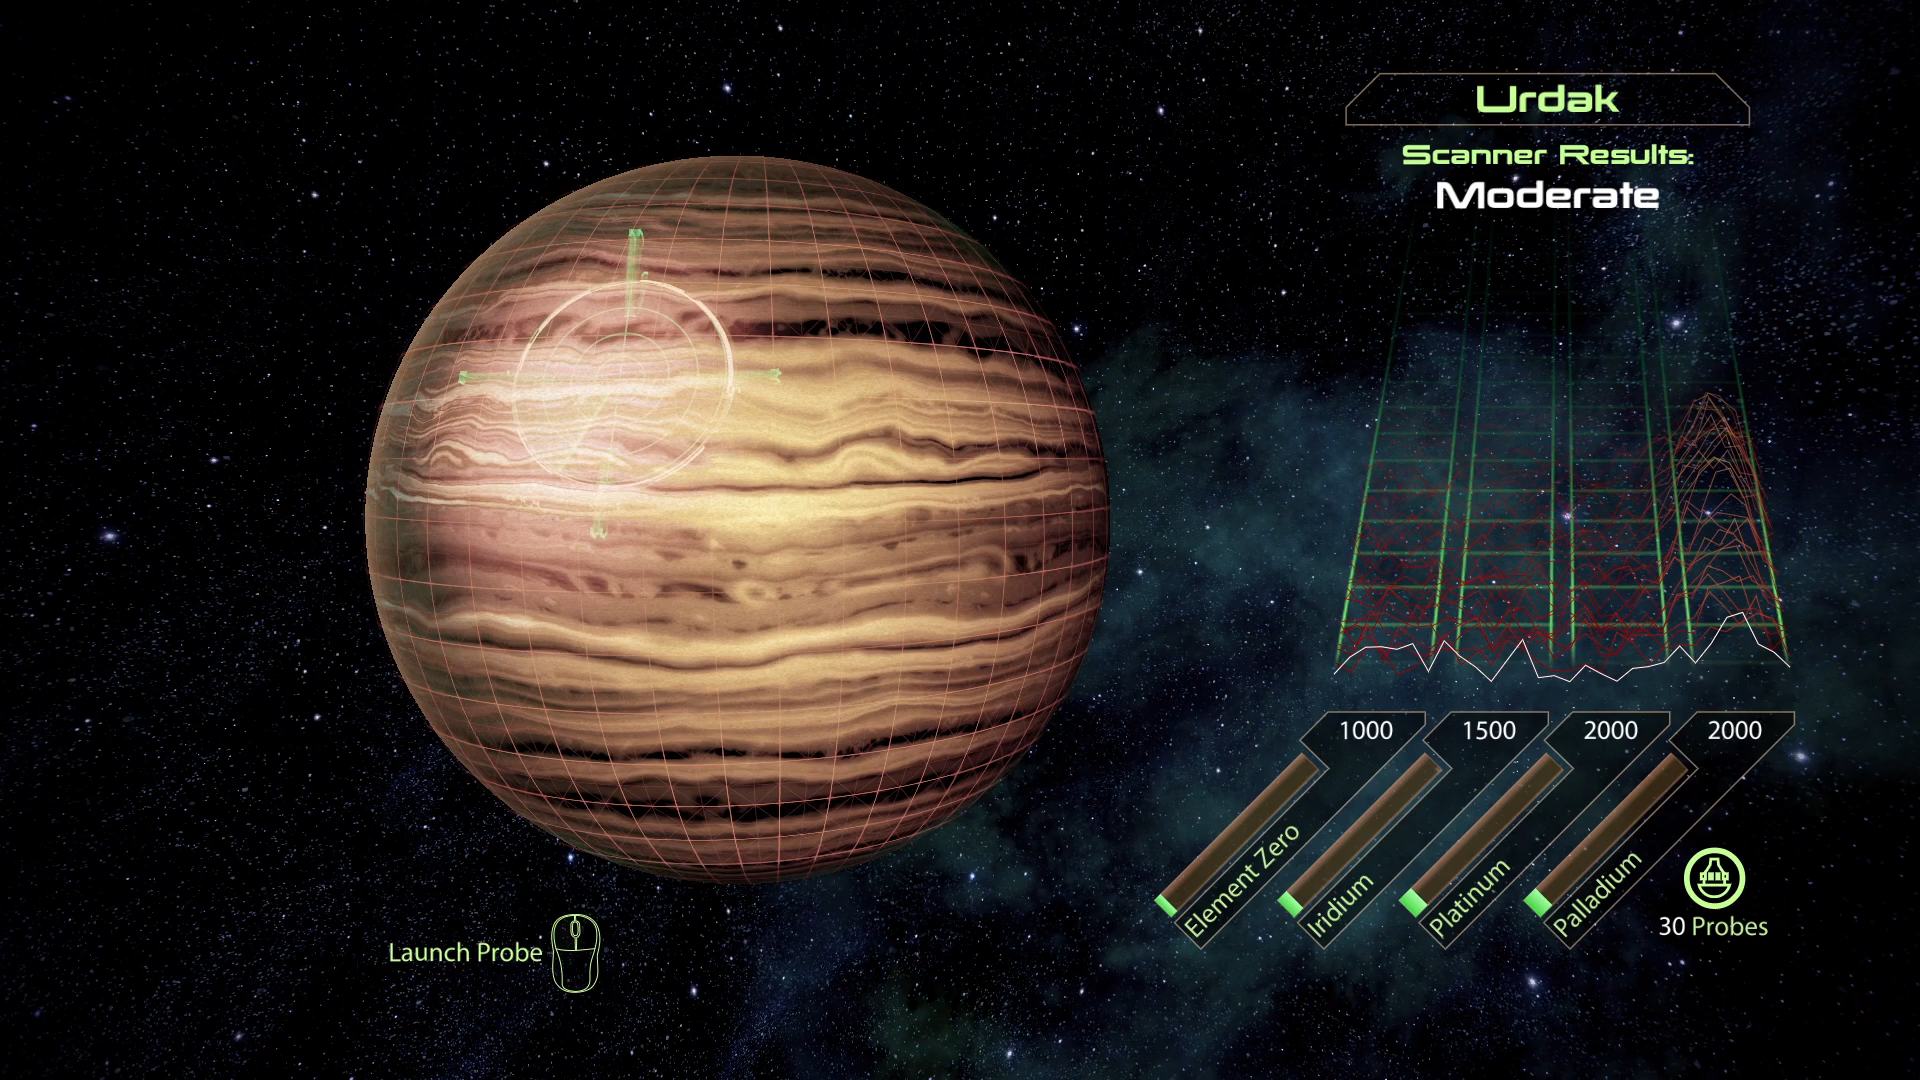 Urdak
Scanner Results:
Moderate
1000
1500
2000
2000
Element Zero
Iridium
Platinum
Palladium
30 Probes
Launch Probe